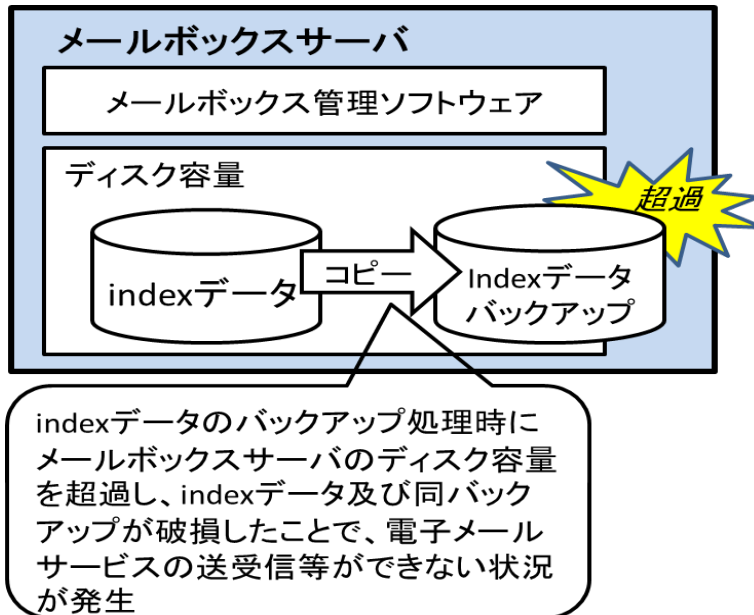 メールボックスサーバ
メールボックス管理ソフトウェア
ディスク容量
超過
indexデータ
コピー
Indexデータ
バックアップ
indexデータのバックアップ処理時に
メールボックスサーバのディスク容量
を超過し、indexデータ及び同バック
アップが破損したことで、電子メール
サービスの送受信等ができない状況
が発生